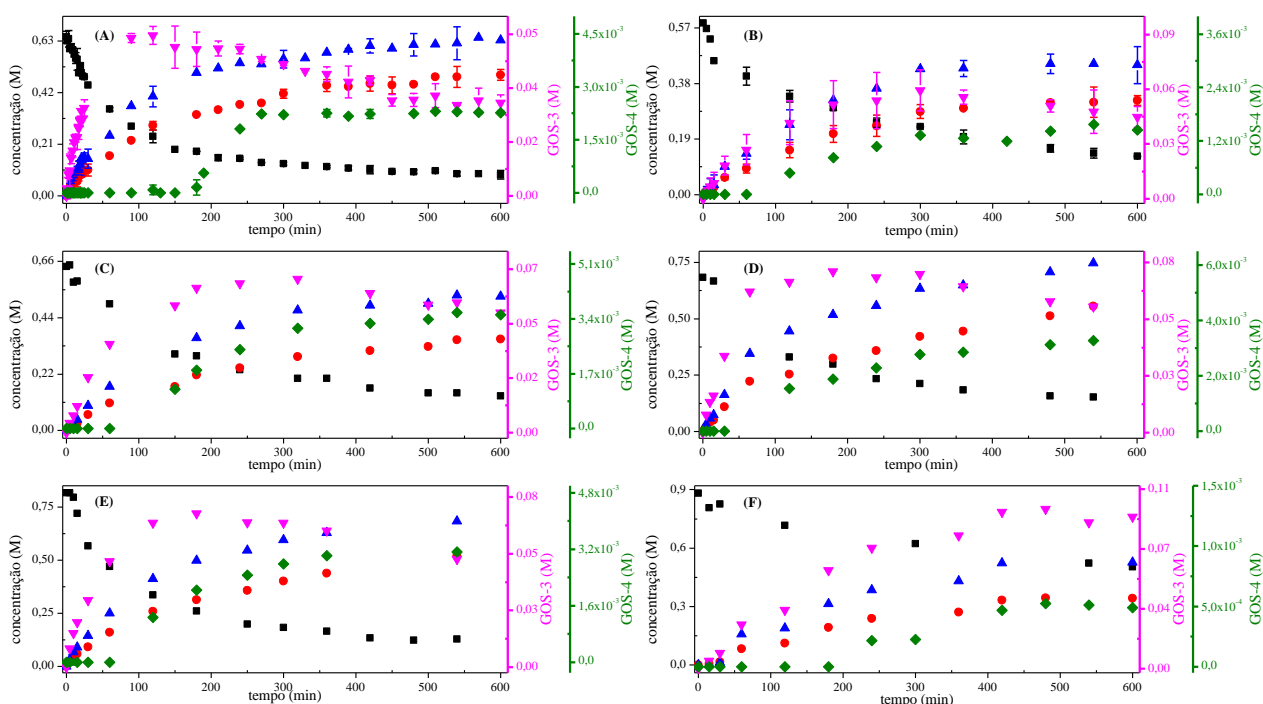 (A)
concentração (M)
0,63
0,42
0,21
0,00
0 100 200 300 400 500 600
tempo (min)
0,05
0,04
0,03
0,02
0,01
0,00
GOS-3 (M)
4,5x10⁻³
3,0x10⁻³
1,5x10⁻³
0,0
GOS-4 (M)
(B)
concentração (M)
0,57
0,38
0,19
0,00
0 100 200 300 400 500 600
tempo (min)
0,09
0,06
0,03
0,00
GOS-3 (M)
3,6x10⁻³
2,4x10⁻³
1,2x10⁻³
0,0
GOS-4 (M)
(C)
concentração (M)
0,66
0,44
0,22
0,00
0 100 200 300 400 500 600
tempo (min)
0,07
0,05
0,02
0,00
GOS-3 (M)
5,1x10⁻³
3,4x10⁻³
1,7x10⁻³
0,0
GOS-4 (M)
(D)
concentração (M)
0,75
0,50
0,25
0,00
0 100 200 300 400 500 600
tempo (min)
0,08
0,05
0,03
0,00
GOS-3 (M)
6,0x10⁻³
4,0x10⁻³
2,0x10⁻³
0,0
GOS-4 (M)
(E)
concentração (M)
0,75
0,50
0,25
0,00
0 100 200 300 400 500 600
tempo (min)
0,08
0,05
0,03
0,00
GOS-3 (M)
4,8x10⁻³
3,2x10⁻³
1,6x10⁻³
0,0
GOS-4 (M)
(F)
concentração (M)
0,9
0,6
0,3
0,0
0 100 200 300 400 500 600
tempo (min)
0,11
0,07
0,04
0,00
GOS-3 (M)
1,5x10⁻³
1,0x10⁻³
5,0x10⁻⁴
0,0
GOS-4 (M)